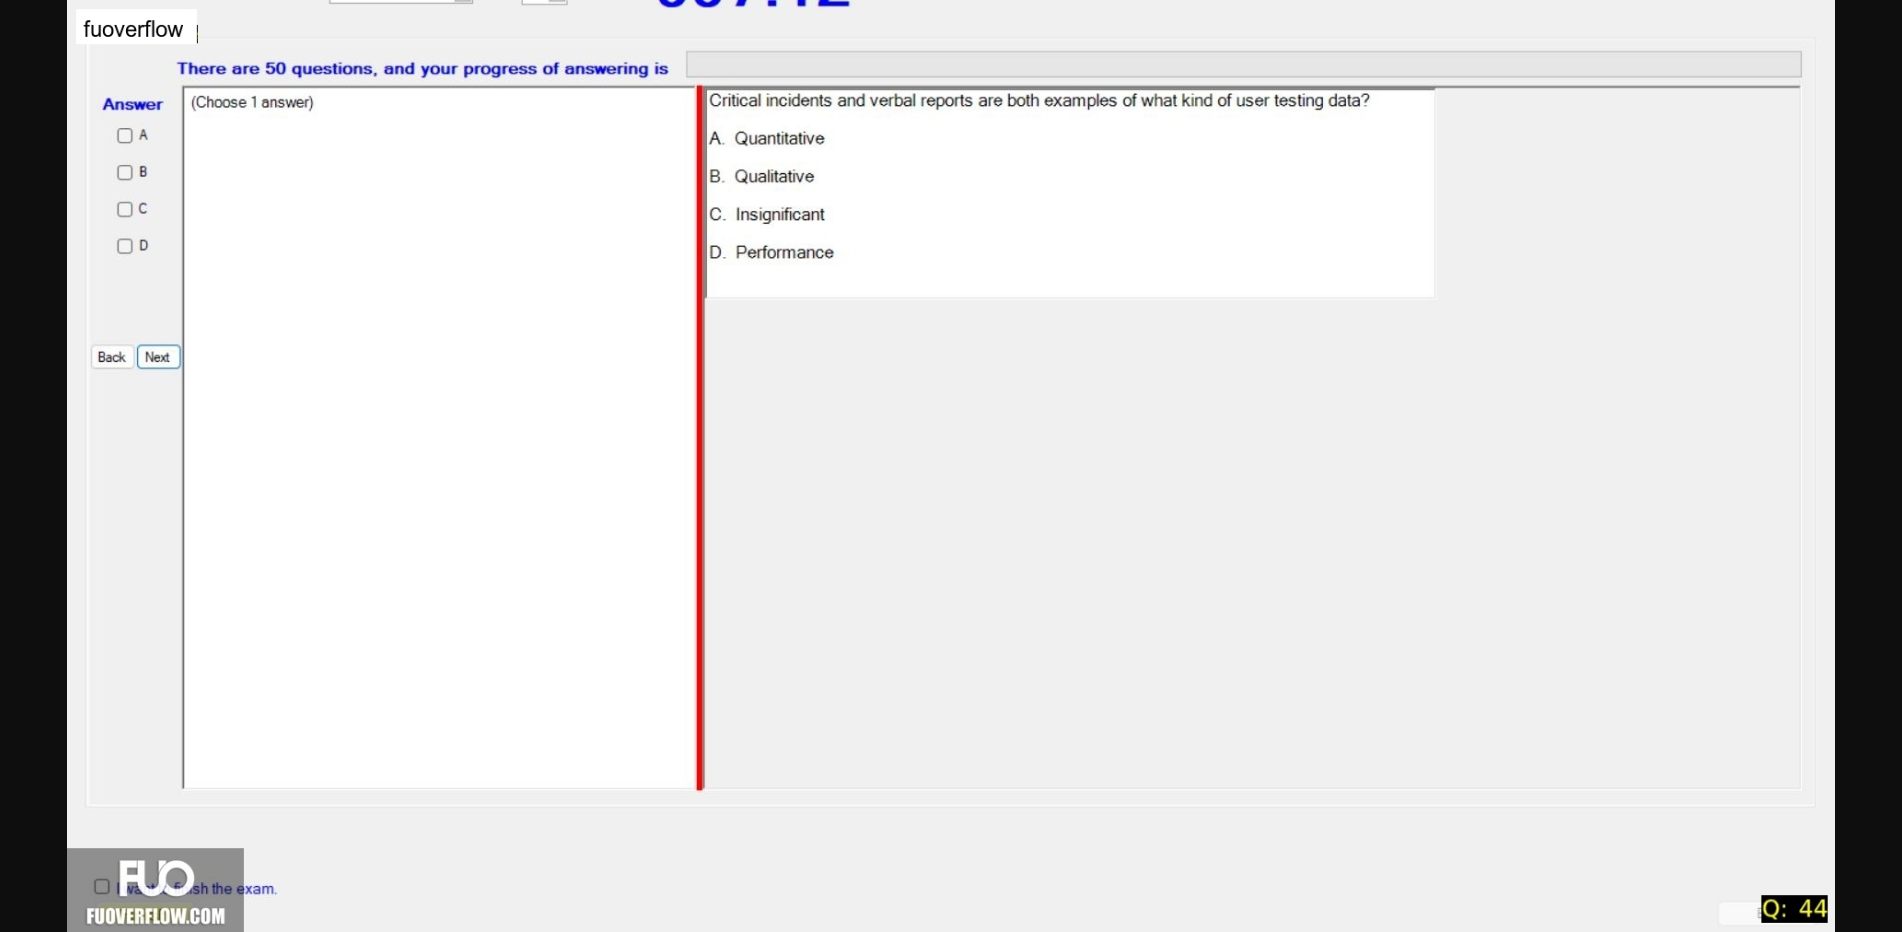 fuoverflow
There are 50 questions, and your progress of answering is
Answer
(Choose 1 answer)
A
B
C
D
Back Next
Critical incidents and verbal reports are both examples of what kind of user testing data?
A. Quantitative
B. Qualitative
C. Insignificant
D. Performance
FUO
sh the exam.
FUOVERFLOW.COM
Q: 44